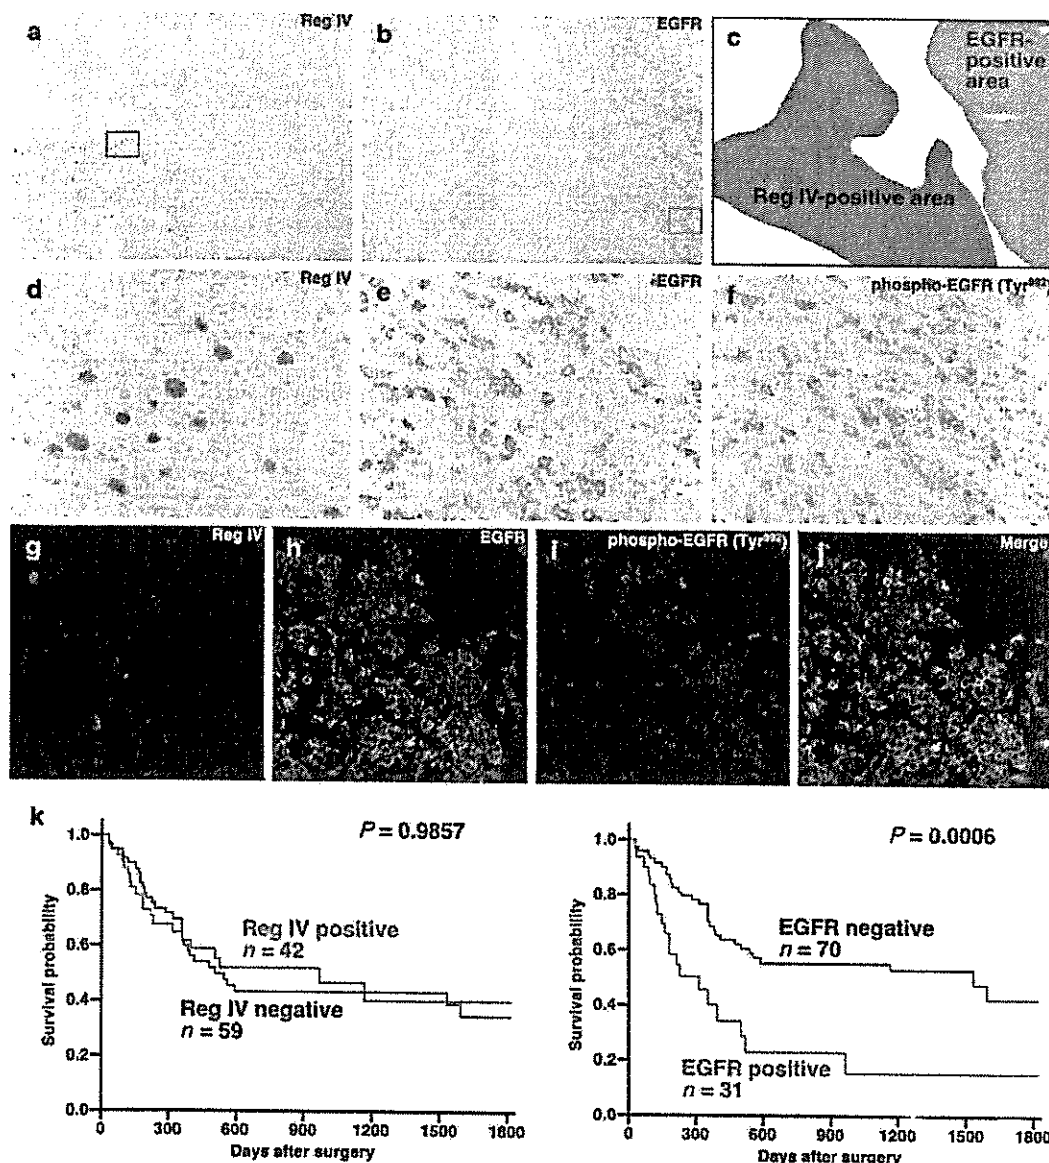 a
Reg IV
b
EGFR
c
EGFR-
positive
area
Reg IV-positive area
d
Reg IV
e
EGFR
f
phospho-EGFR (Tyr⁹⁹²)
g
Reg IV
h
EGFR
i
phospho-EGFR (Tyr⁹⁹²)
j
Merge
k
P = 0.9857
Survival probability
1.0
0.8
0.6
0.4
0.2
0.0
Reg IV positive
n = 42
Reg IV negative
n = 59
0 300 600 900 1200 1500 1800
Days after surgery
P = 0.0006
Survival probability
1.0
0.8
0.6
0.4
0.2
0.0
EGFR negative
n = 70
EGFR positive
n = 31
0 300 600 900 1200 1500 1800
Days after surgery